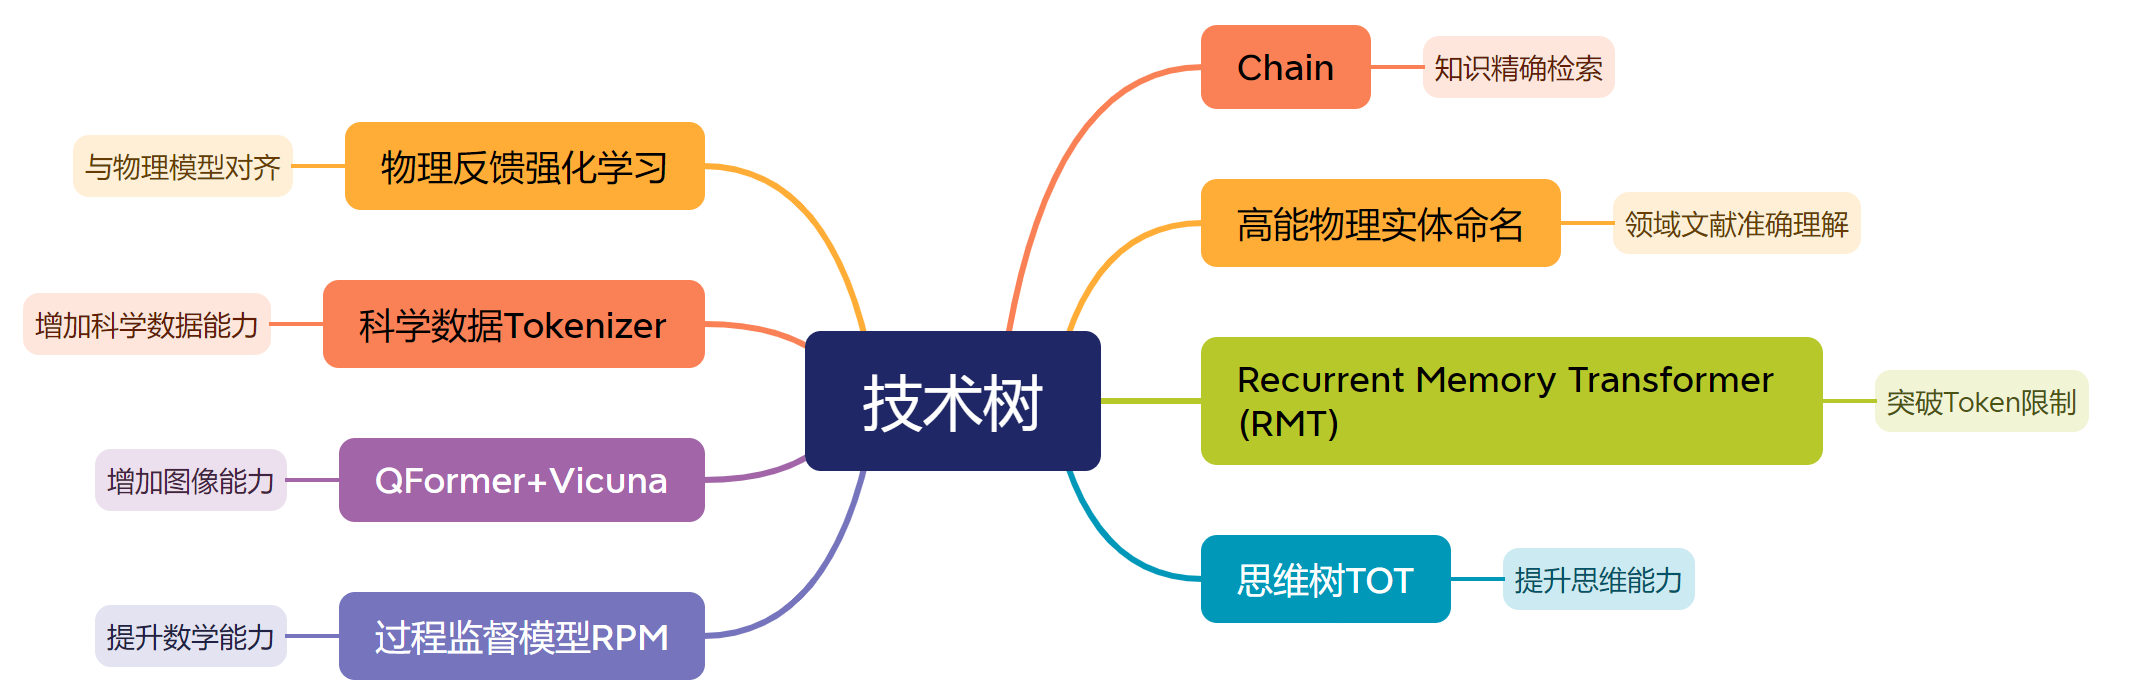 技术树
Chain
知识精确检索
高能物理实体命名
领域文献准确理解
Recurrent Memory Transformer
(RMT)
突破Token限制
思维树TOT
提升思维能力
物理反馈强化学习
与物理模型对齐
科学数据Tokenizer
增加科学数据能力
QFormer+Vicuna
增加图像能力
过程监督模型RPM
提升数学能力